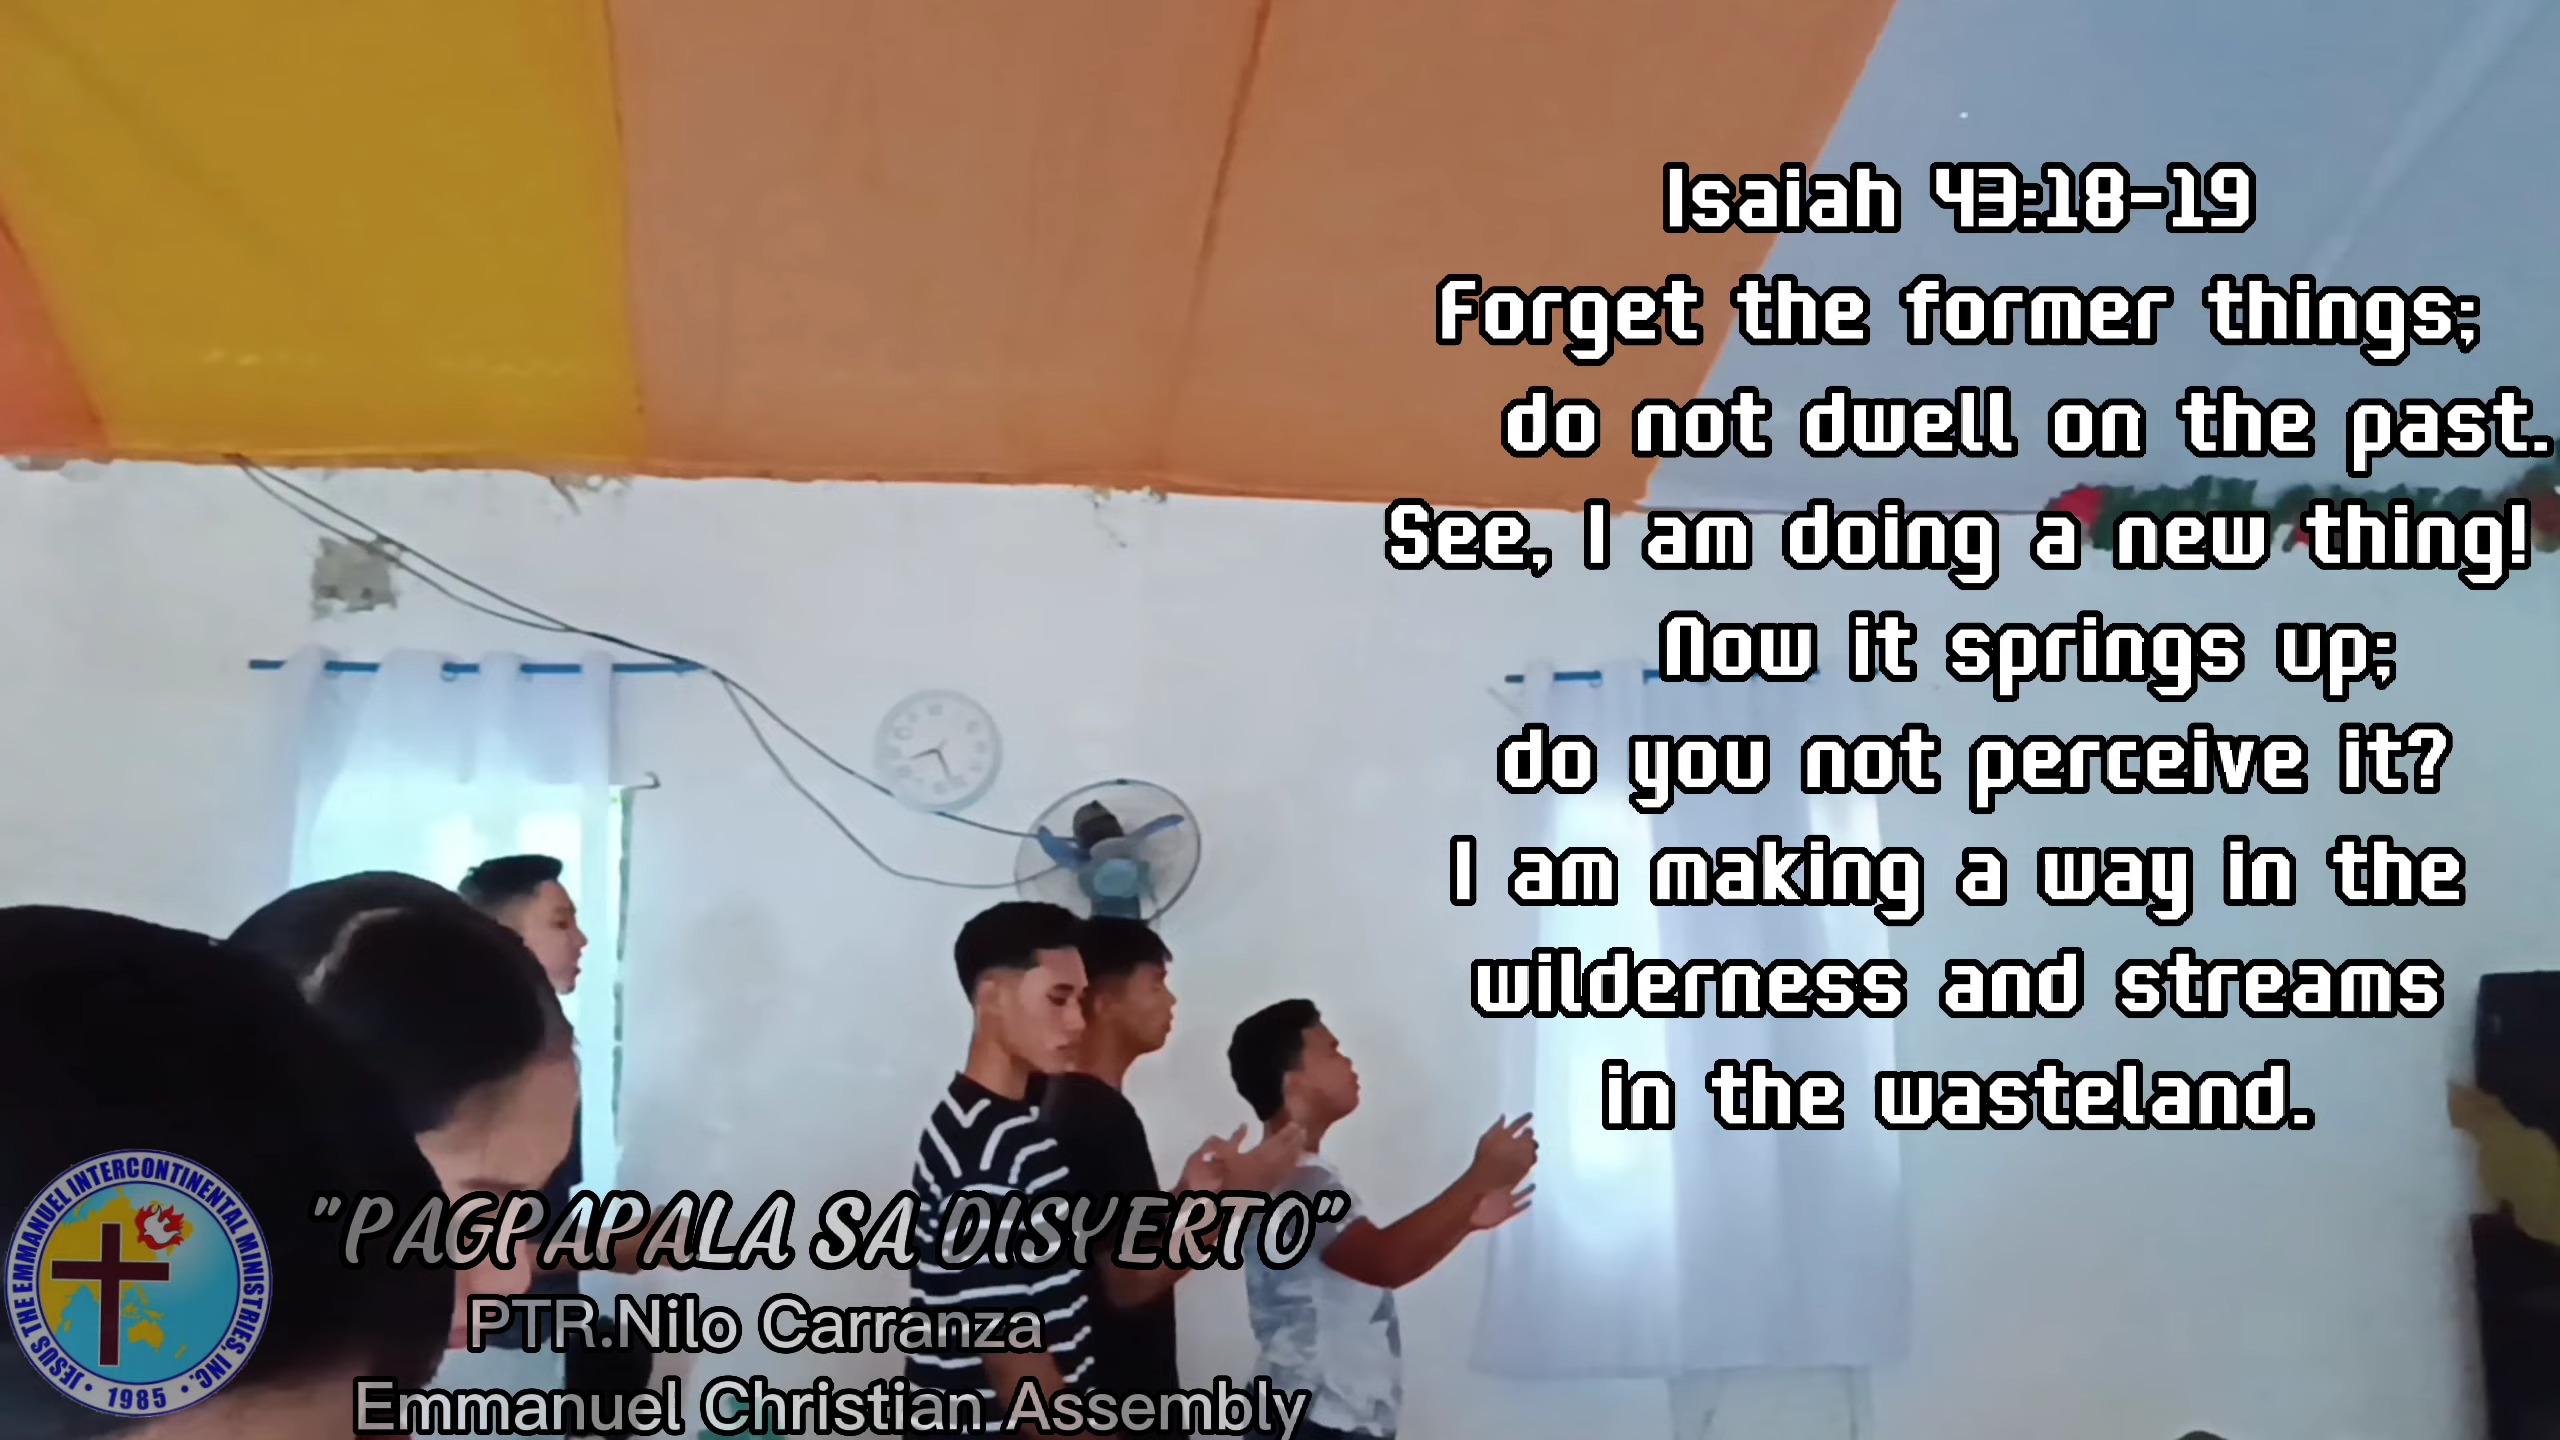 Isaiah 43:18-19
Forget the former things;
do not dwell on the past.
See, I am doing a new thing!
Now it springs up;
do you not perceive it?
I am making a way in the
wilderness and streams
in the wasteland.
"PAGPAPALA SA DISYERTO"
PTR.Nilo Carranza
Emmanuel Christian Assembly
JESUS THE EMMANUEL INTERCONTINENTAL MINISTRIES, INC.
• 1985 •